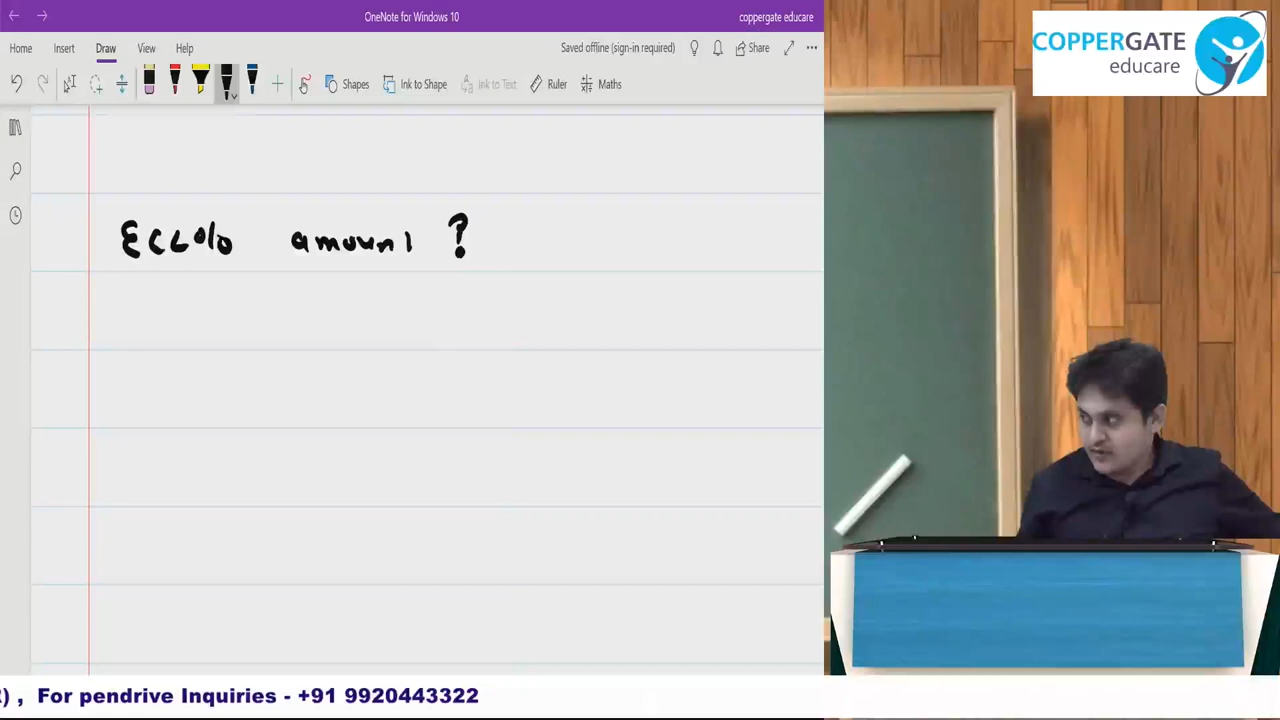 OneNote for Windows 10
coppergate educare
Home Insert Draw View Help
Saved offline (sign-in required)
Share
Shapes
Ink to Shape
Ink to Text
Ruler
Maths
COPPERGATE
educare
ECL% amount ?
), For pendrive Inquiries - +91 9920443322